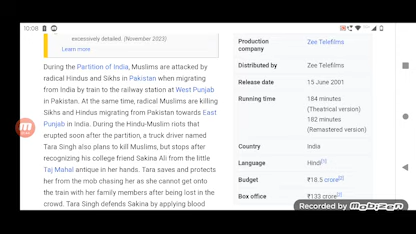 10:08
excessively detailed. (November 2023)
Learn more
During the Partition of India, Muslims are attacked by
radical Hindus and Sikhs in Pakistan when migrating
from India by train to the railway station at West Punjab
in Pakistan. At the same time, radical Muslims are killing
Sikhs and Hindus migrating from Pakistan towards East
Punjab in India. During the Hindu-Muslim riots that
erupted soon after the partition, a truck driver named
Tara Singh also plans to kill Muslims, but stops after
recognising his college friend Sakina Ali from the little
Taj Mahal antique in her hands. Tara saves and protects
her from the mob chasing her as she cannot get onto
the train with her family members after being lost in the
crowd. Tara Singh defends Sakina by applying blood
Production
company
Zee Telefilms
Distributed by
Zee Telefilms
Release date
15 June 2001
Running time
184 minutes
(Theatrical version)
182 minutes
(Remastered version)
Country
India
Language
Hindi[1]
Budget
₹18.5 crore[2]
Box office
₹133 crore
Recorded by Mobizen